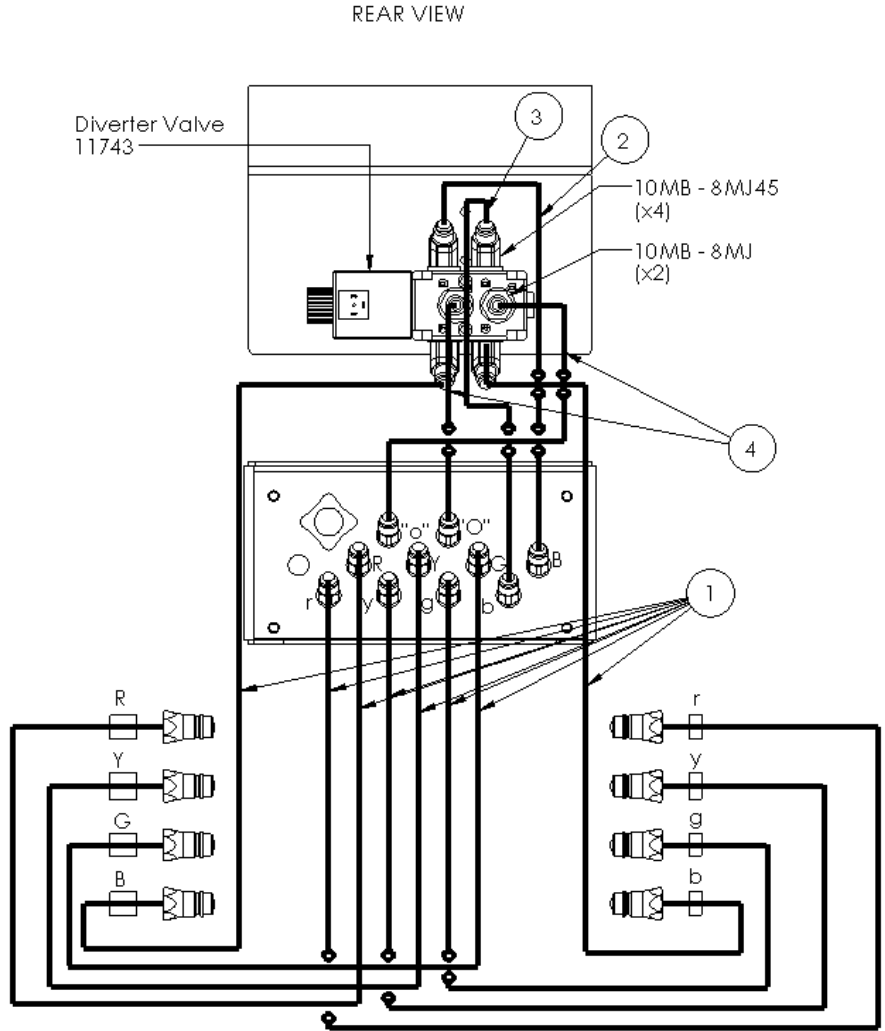 REAR VIEW
Diverter Valve
11743
3
2
10MB - 8MJ45
(x4)
10MB - 8MJ
(x2)
4
"o"
"O"
R
Y
G
B
r
y
g
b
1
R
r
Y
y
G
g
B
b